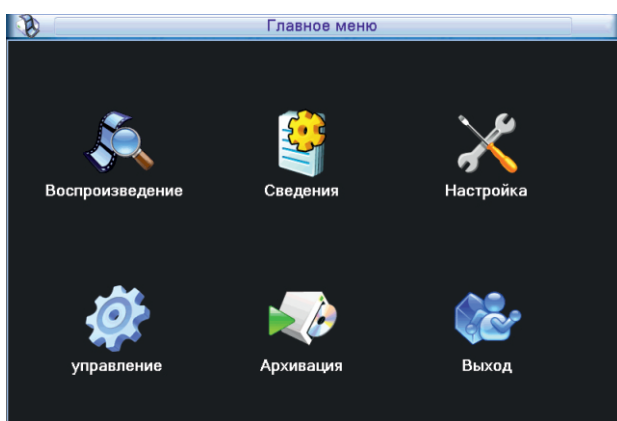 Главное меню
Воспроизведение
Сведения
Настройка
управление
Архивация
Выход